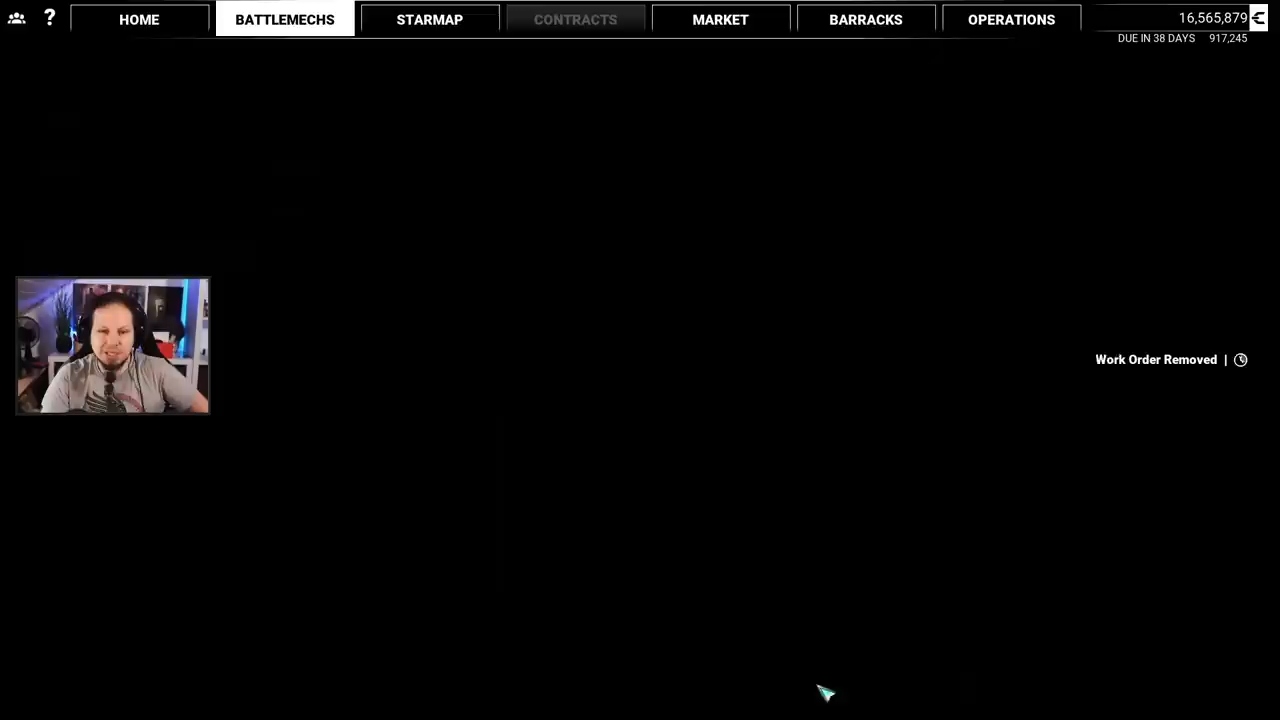 ?
HOME
BATTLEMECHS
STARMAP
CONTRACTS
MARKET
BARRACKS
OPERATIONS
16,565,879
DUE IN 38 DAYS 917,245
Work Order Removed |